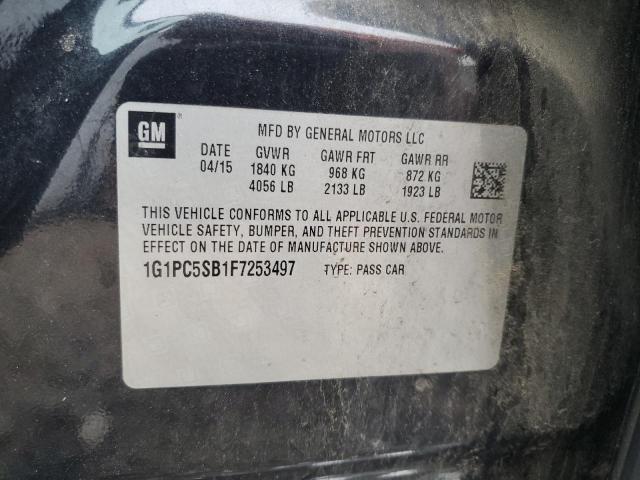 GM®
MFD BY GENERAL MOTORS LLC
DATE GVWR GAWR FRT GAWR RR
04/15 1840 KG 968 KG 872 KG
4056 LB 2133 LB 1923 LB
THIS VEHICLE CONFORMS TO ALL APPLICABLE U.S. FEDERAL MOTOR
VEHICLE SAFETY, BUMPER, AND THEFT PREVENTION STANDARDS IN
EFFECT ON THE DATE OF MANUFACTURE SHOWN ABOVE.
1G1PC5SB1F7253497 TYPE: PASS CAR